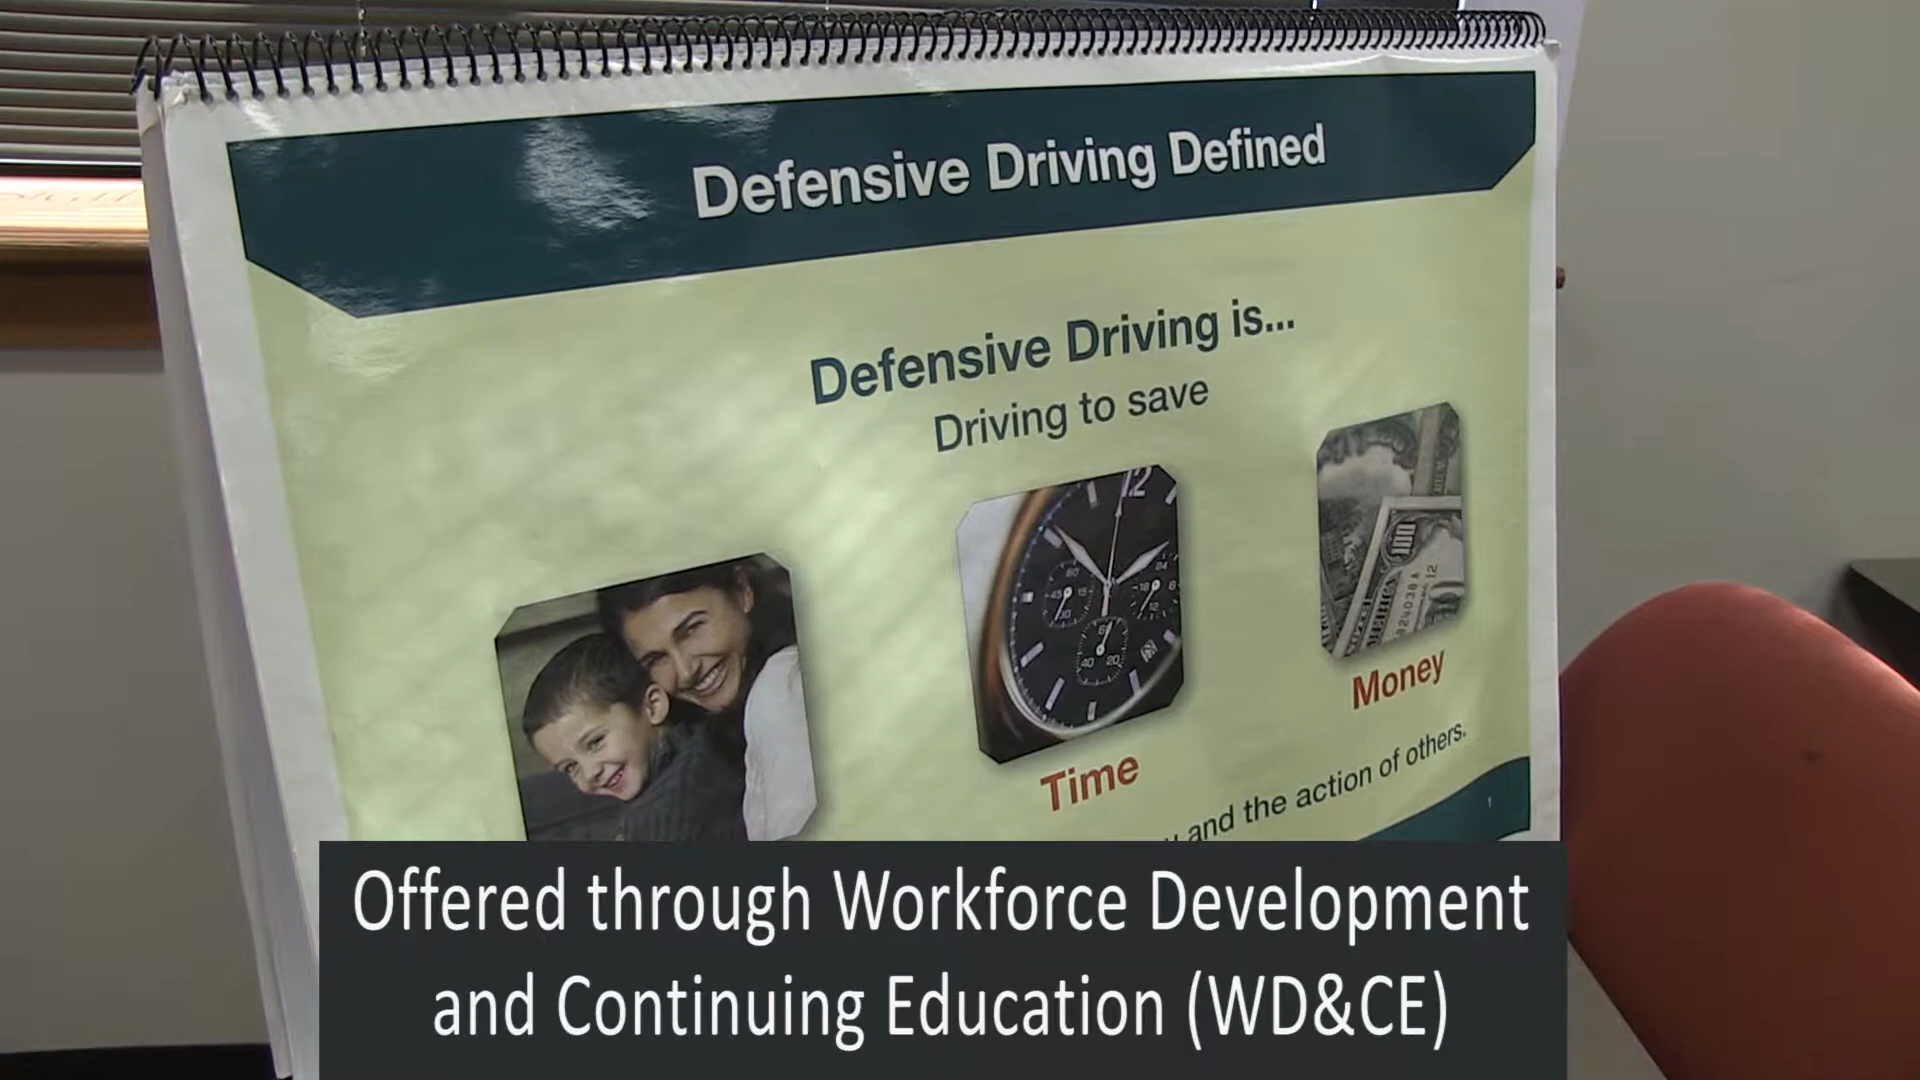 Defensive Driving Defined
Defensive Driving is...
Driving to save
Time
Money
and the action of others.
1
Offered through Workforce Development
and Continuing Education (WD&CE)